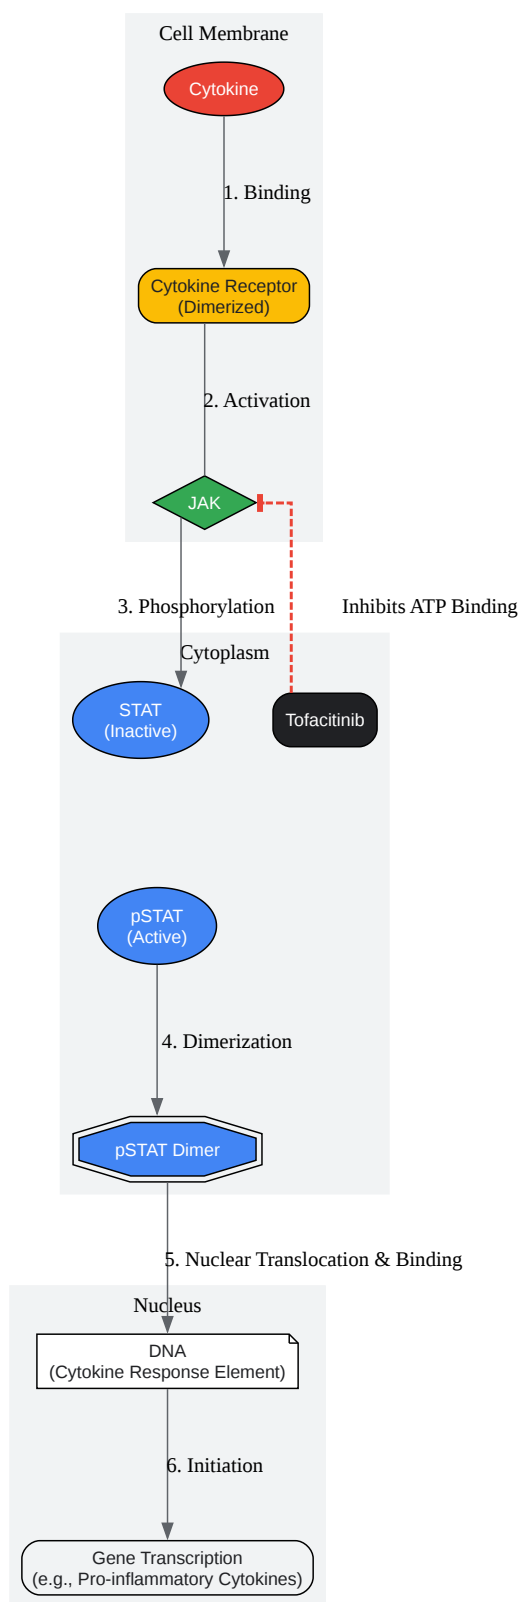 Cell Membrane
Cytokine
1. Binding
Cytokine Receptor
(Dimerized)
2. Activation
JAK
3. Phosphorylation
Inhibits ATP Binding
Cytoplasm
STAT
(Inactive)
Tofacitinib
pSTAT
(Active)
4. Dimerization
pSTAT Dimer
5. Nuclear Translocation & Binding
Nucleus
DNA
(Cytokine Response Element)
6. Initiation
Gene Transcription
(e.g., Pro-inflammatory Cytokines)